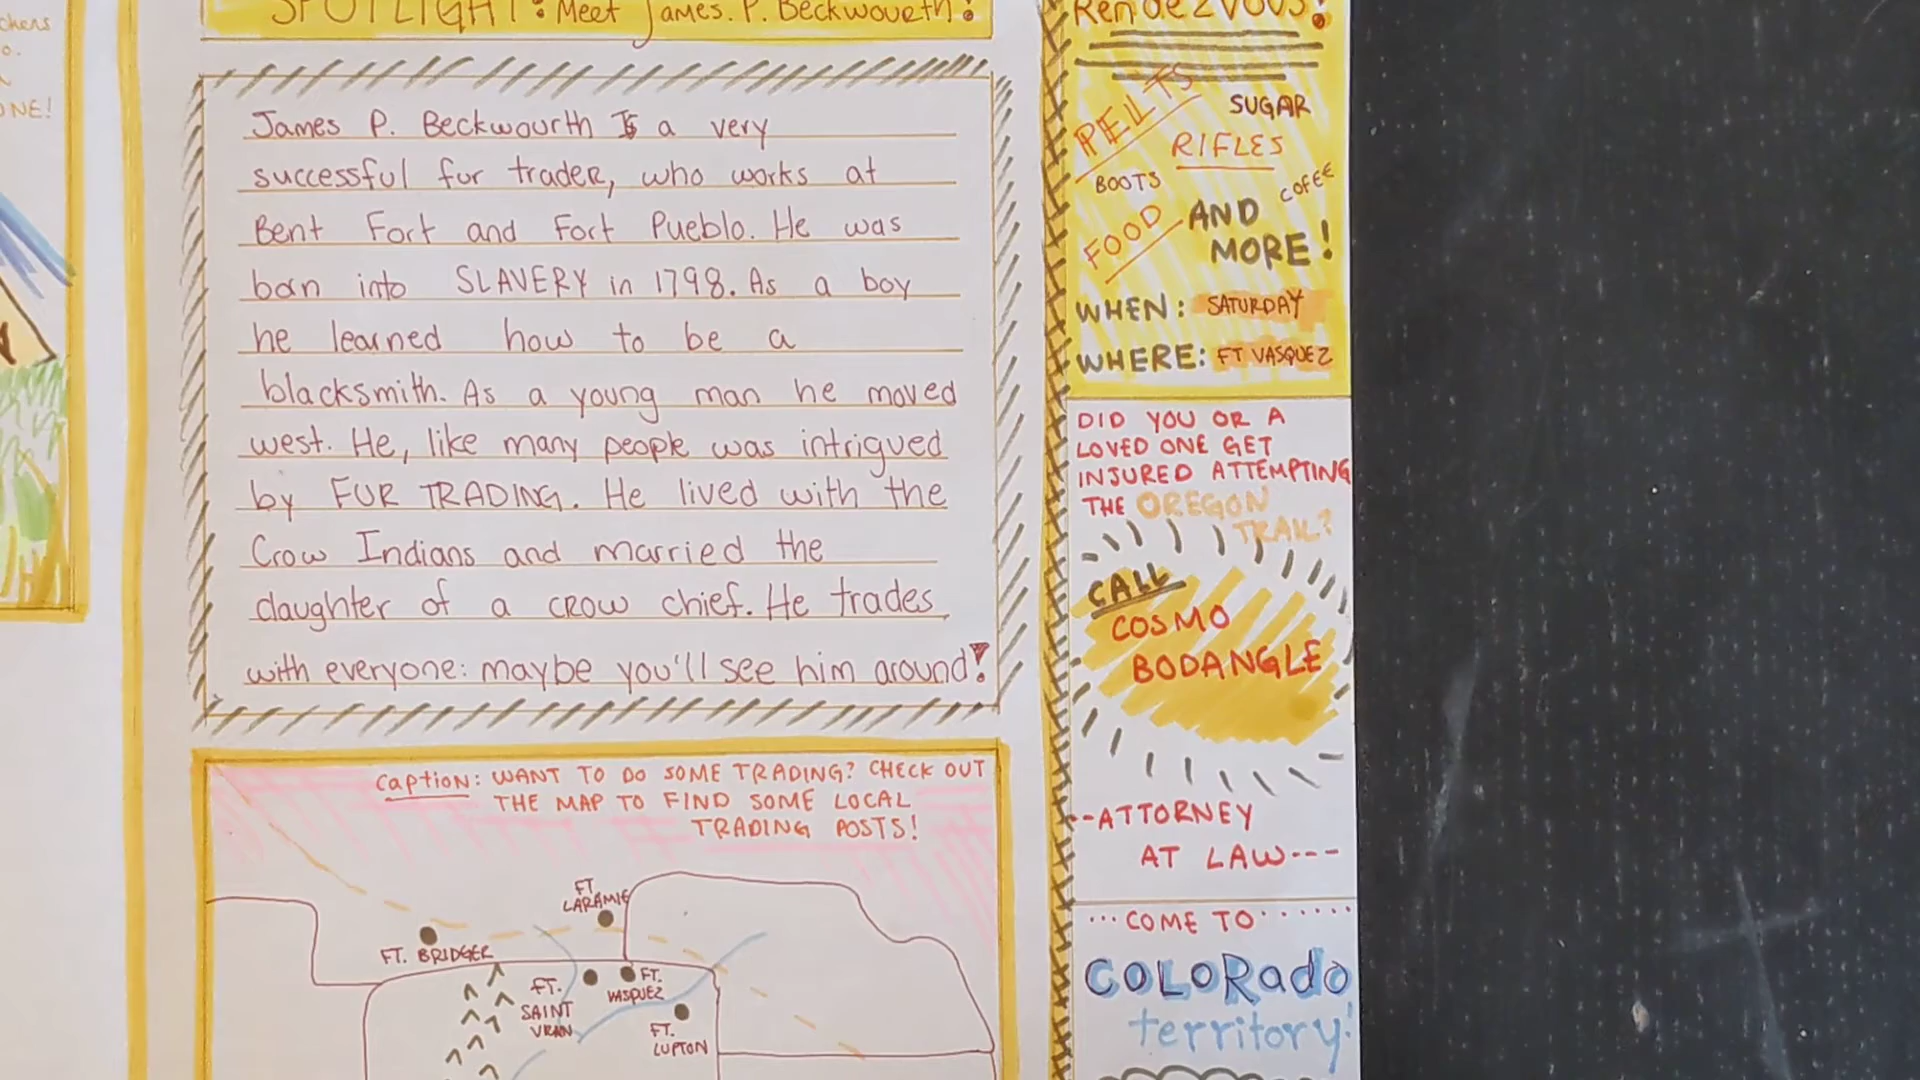 ckers
o.
ONE!
SPOTLIGHT: Meet James. P. Beckwourth!
James P. Beckwourth Is a very
successful fur trader, who works at
Bent Fort and Fort Pueblo. He was
born into SLAVERY in 1798. As a boy
he learned how to be a
blacksmith. As a young man he moved
west. He, like many people was intrigued
by FUR TRADING. He lived with the
Crow Indians and married the
daughter of a crow chief. He trades
with everyone: maybe you'll see him around!
Caption: WANT TO DO SOME TRADING? CHECK OUT
THE MAP TO FIND SOME LOCAL
TRADING POSTS!
FT. LARAMIE
FT. BRIDGER
FT. SAINT VRAN
FT. VASQUEZ
FT. LUPTON
Rendezvous!
PELTS
SUGAR
RIFLES
BOOTS
COFEE
FOOD
AND
MORE!
WHEN: SATURDAY
WHERE: FT VASQUEZ
DID YOU OR A
LOVED ONE GET
INJURED ATTEMPTING
THE OREGON
TRAIL?
CALL
COSMO
BODANGLE
--ATTORNEY
AT LAW---
...COME TO......
COLORado
territory!